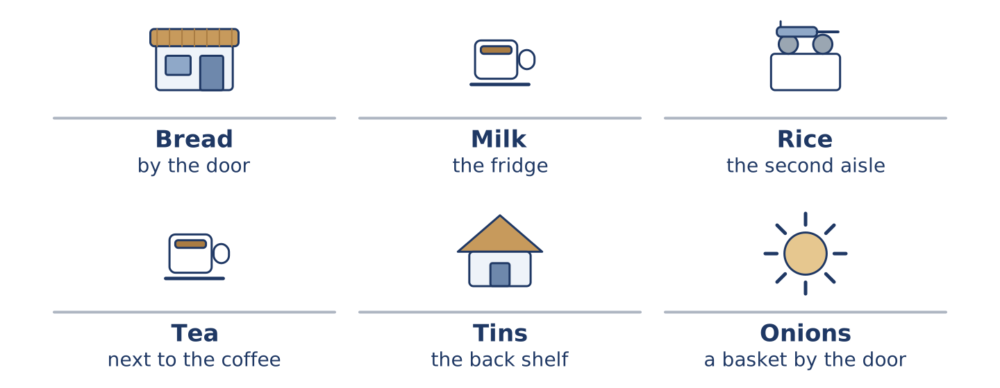 Bread
by the door
Milk
the fridge
Rice
the second aisle
Tea
next to the coffee
Tins
the back shelf
Onions
a basket by the door